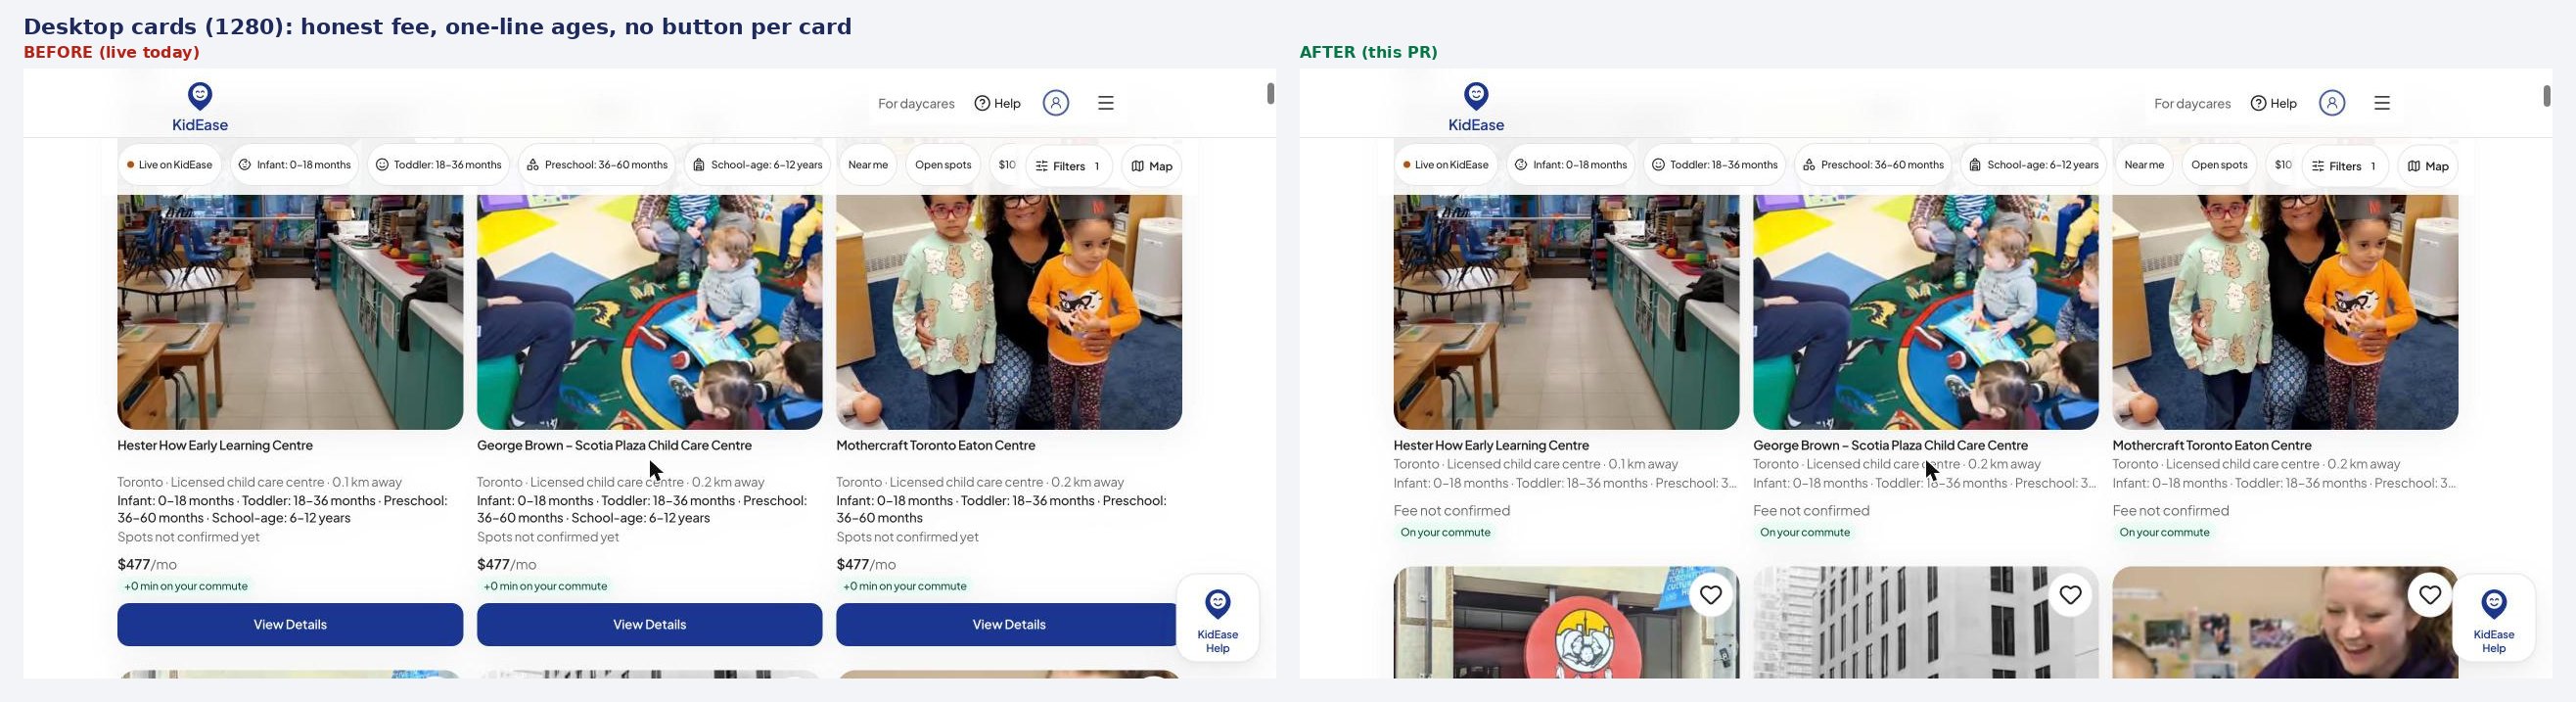 Desktop cards (1280): honest fee, one-line ages, no button per card
BEFORE (live today)
KidEase
For daycares
Help
Live on KidEase
Infant: 0–18 months
Toddler: 18–36 months
Preschool: 36–60 months
School-age: 6–12 years
Near me
Open spots
$10
Filters 1
Map
Hester How Early Learning Centre
Toronto · Licensed child care centre · 0.1 km away
Infant: 0–18 months · Toddler: 18–36 months · Preschool:
36–60 months · School-age: 6–12 years
Spots not confirmed yet
$477/mo
+0 min on your commute
View Details
George Brown – Scotia Plaza Child Care Centre
Toronto · Licensed child care centre · 0.2 km away
Infant: 0–18 months · Toddler: 18–36 months · Preschool:
36–60 months · School-age: 6–12 years
Spots not confirmed yet
$477/mo
+0 min on your commute
View Details
Mothercraft Toronto Eaton Centre
Toronto · Licensed child care centre · 0.2 km away
Infant: 0–18 months · Toddler: 18–36 months · Preschool:
36–60 months
Spots not confirmed yet
$477/mo
+0 min on your commute
View Details
KidEase
Help
AFTER (this PR)
KidEase
For daycares
Help
Live on KidEase
Infant: 0–18 months
Toddler: 18–36 months
Preschool: 36–60 months
School-age: 6–12 years
Near me
Open spots
$10
Filters 1
Map
Hester How Early Learning Centre
Toronto · Licensed child care centre · 0.1 km away
Infant: 0–18 months · Toddler: 18–36 months · Preschool: 3...
Fee not confirmed
On your commute
George Brown – Scotia Plaza Child Care Centre
Toronto · Licensed child care centre · 0.2 km away
Infant: 0–18 months · Toddler: 18–36 months · Preschool: 3...
Fee not confirmed
On your commute
Mothercraft Toronto Eaton Centre
Toronto · Licensed child care centre · 0.2 km away
Infant: 0–18 months · Toddler: 18–36 months · Preschool: 3...
Fee not confirmed
On your commute
KidEase
Help